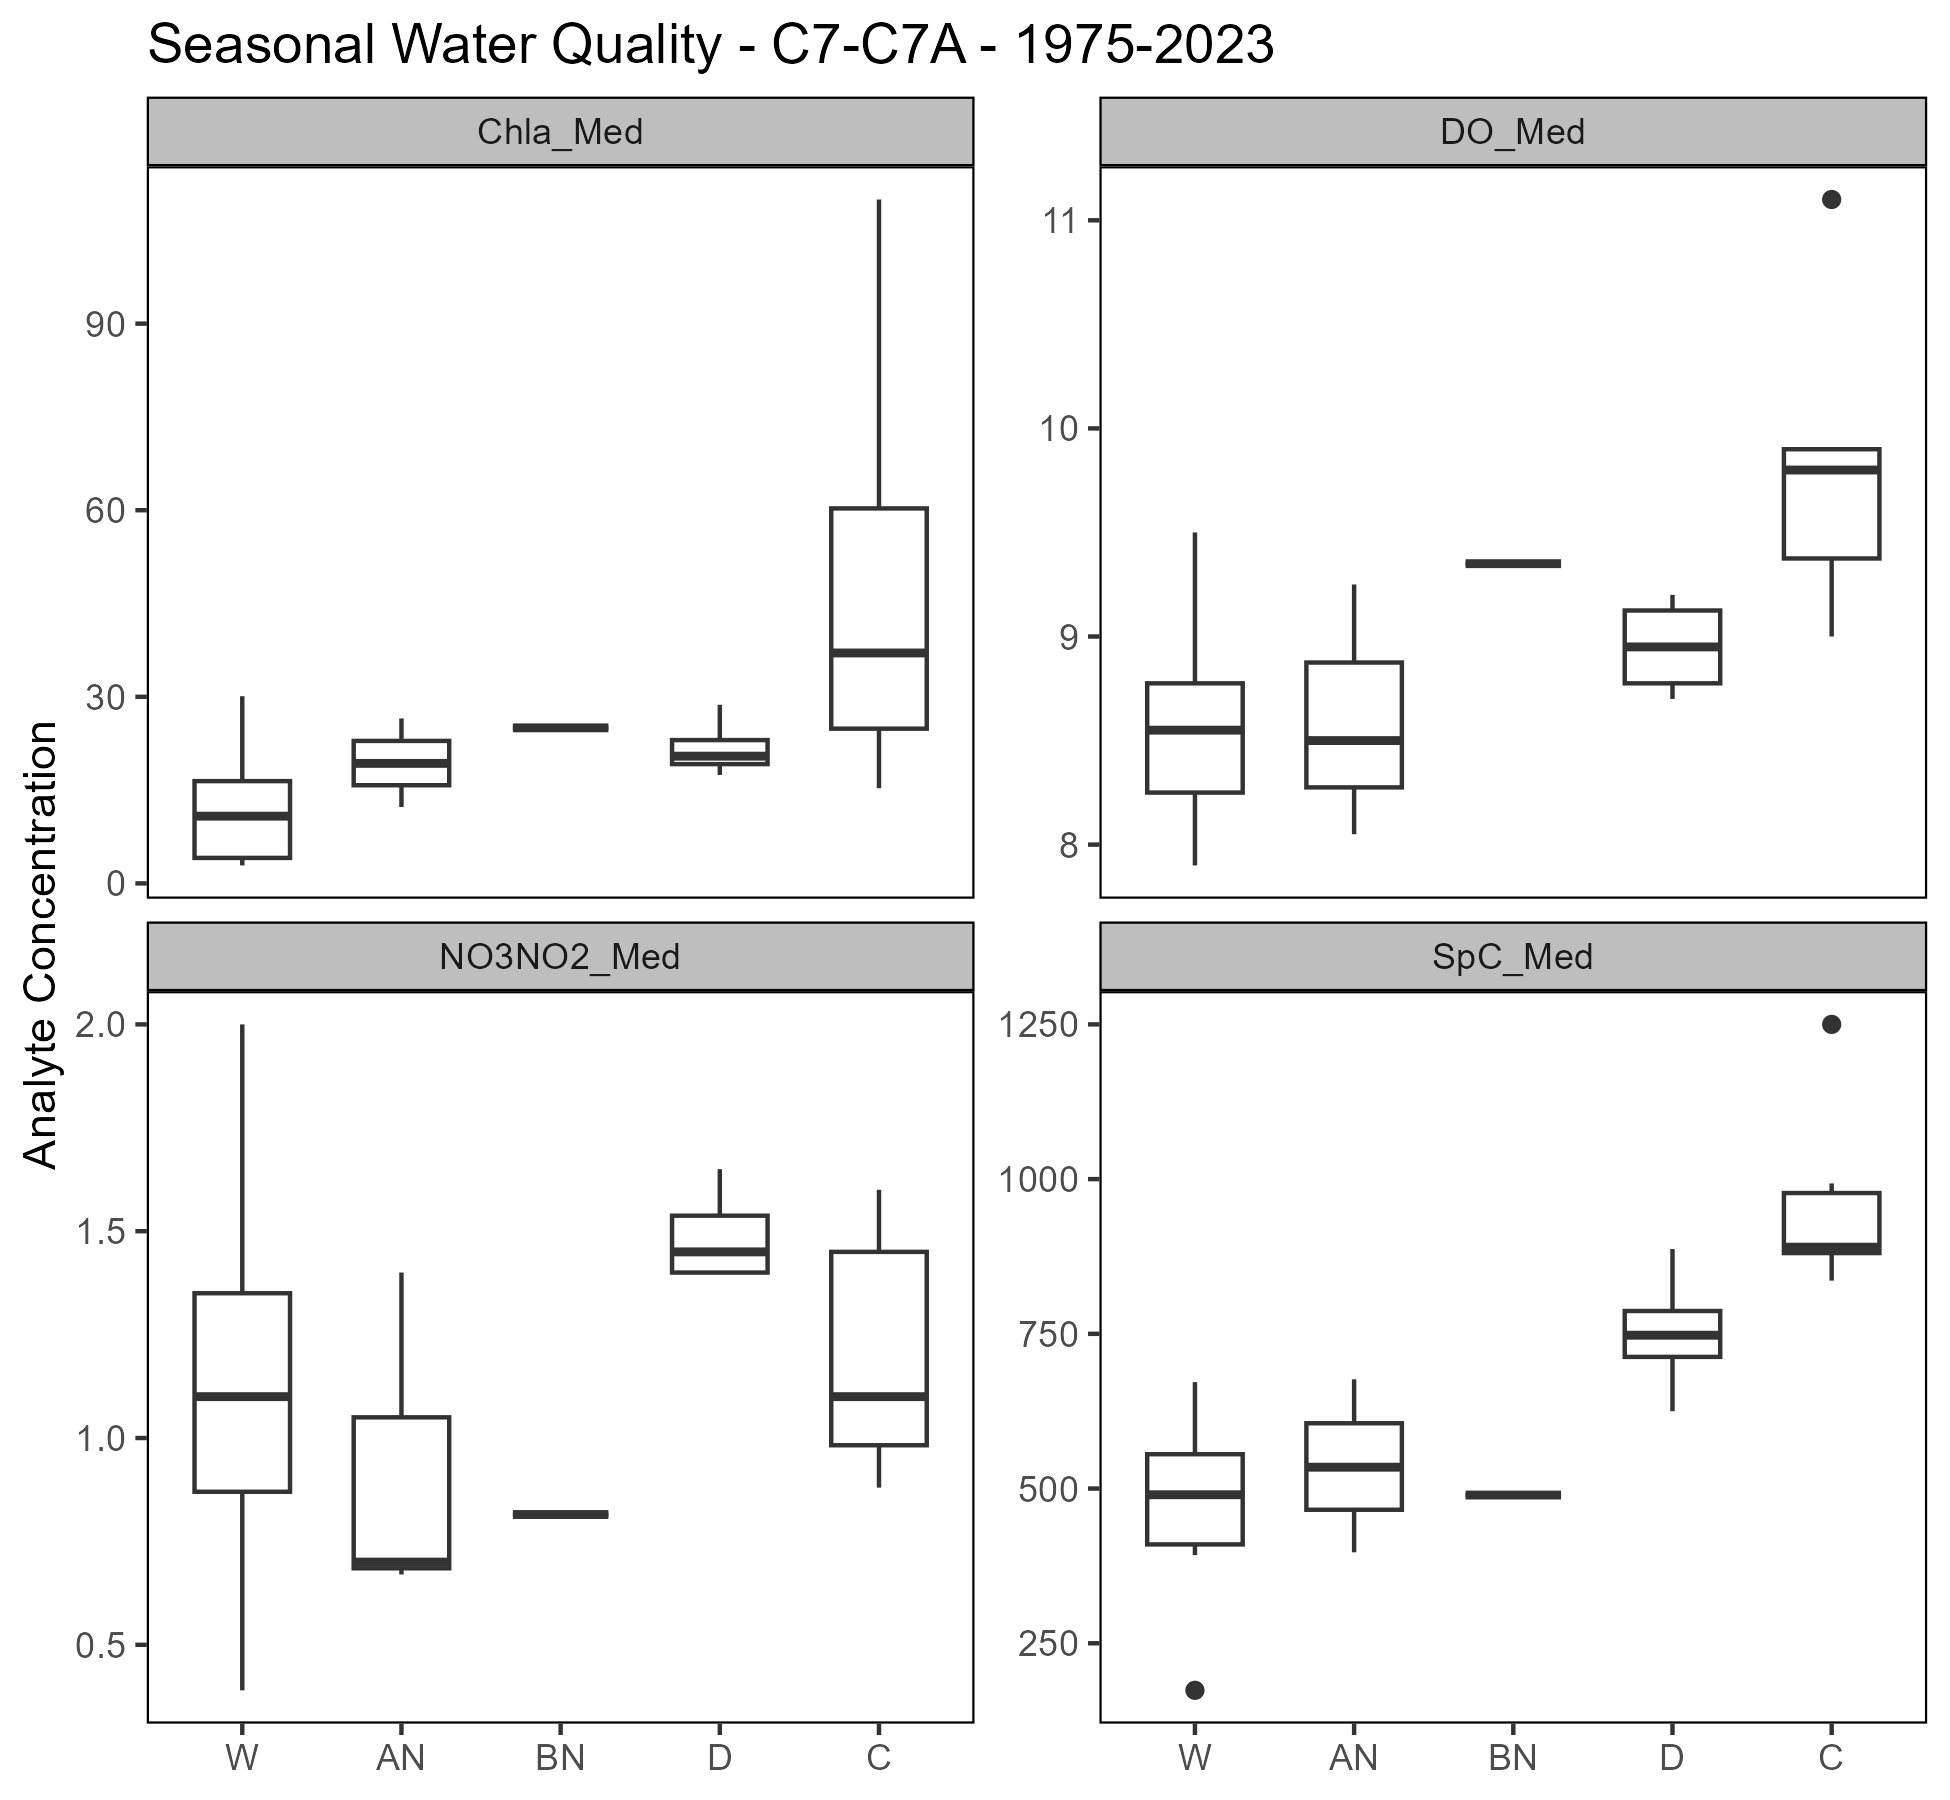 Seasonal Water Quality - C7-C7A - 1975-2023
Chla_Med
DO_Med
90
60
30
0
11
10
9
8
Analyte Concentration
NO3NO2_Med
SpC_Med
2.0
1.5
1.0
0.5
1250
1000
750
500
250
W AN BN D C
W AN BN D C